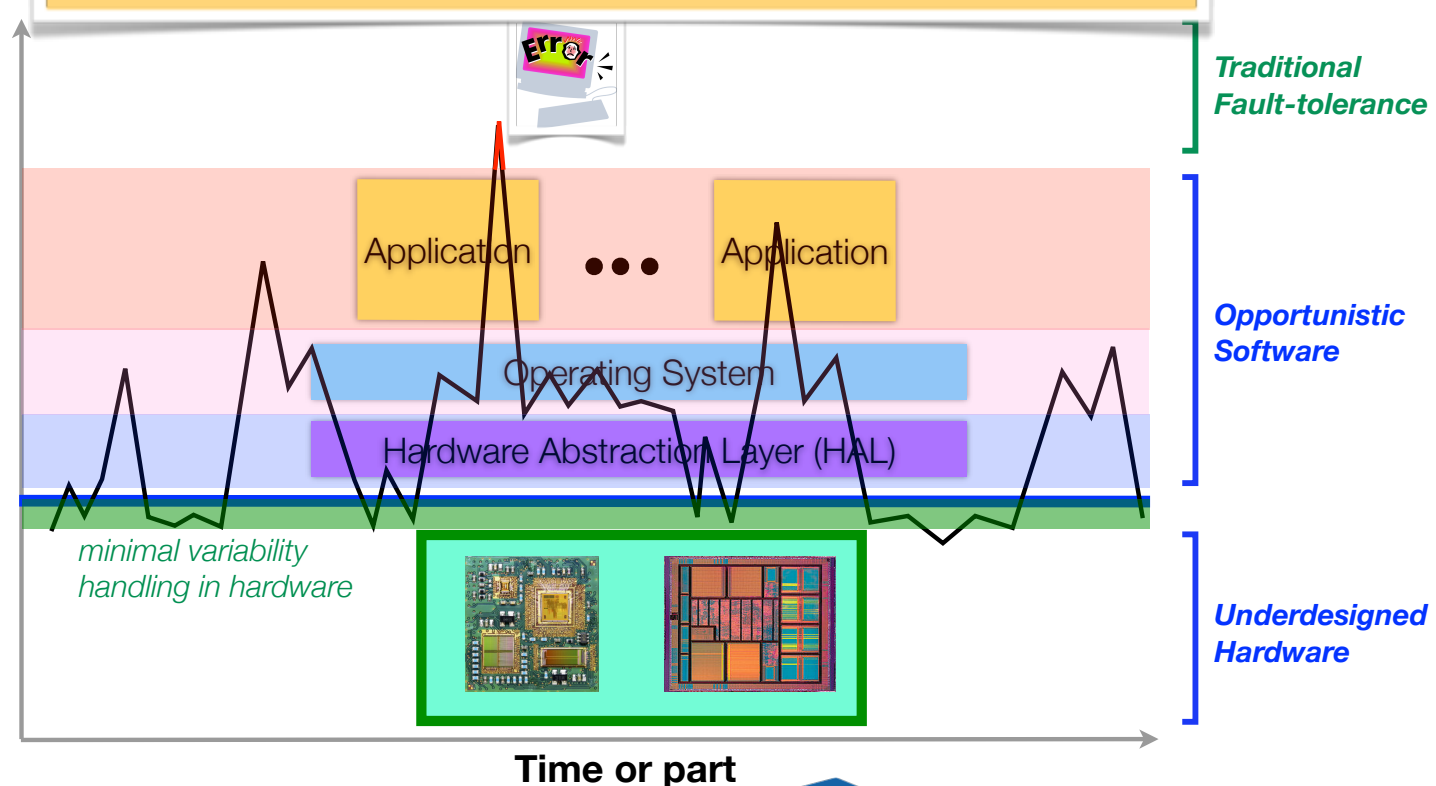 Error
Traditional
Fault-tolerance
Application
Application
Opportunistic
Software
Operating System
Hardware Abstraction Layer (HAL)
minimal variability
handling in hardware
Underdesigned
Hardware
Time or part